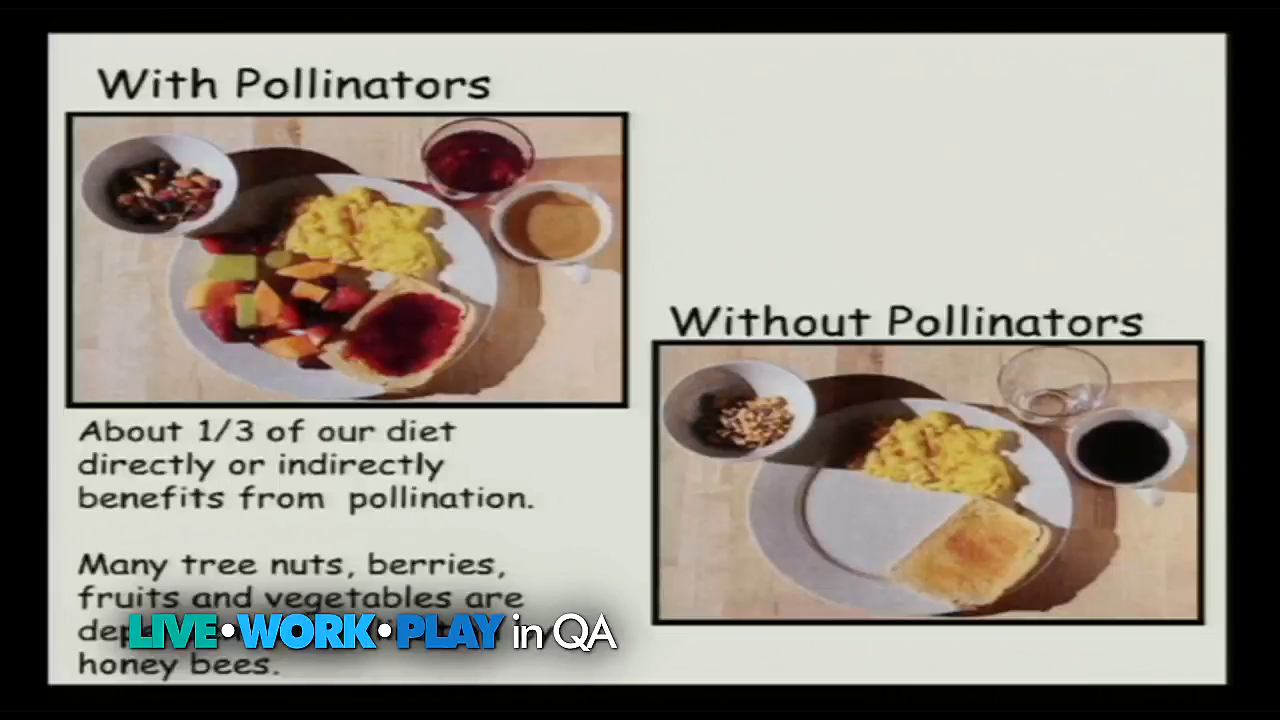 With Pollinators
About 1/3 of our diet
directly or indirectly
benefits from pollination.
Many tree nuts, berries,
fruits and vegetables are
honey bees.
Without Pollinators
LIVE•WORK•PLAY in QA